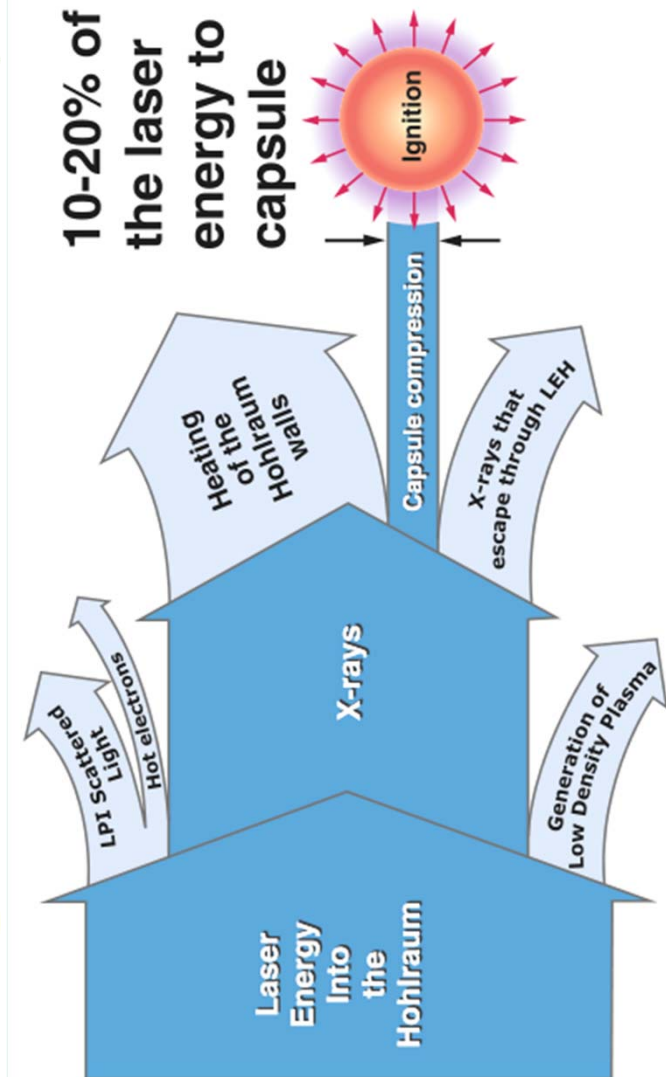 10-20% of
the laser
energy to
capsule
Ignition
Capsule compression
Heating
of the
Hohlraum
walls
X-rays that
escape through LEH
X-rays
LPI Scattered
Light
Hot electrons
Generation of
Low Density Plasma
Laser
Energy
Into
the
Hohlraum